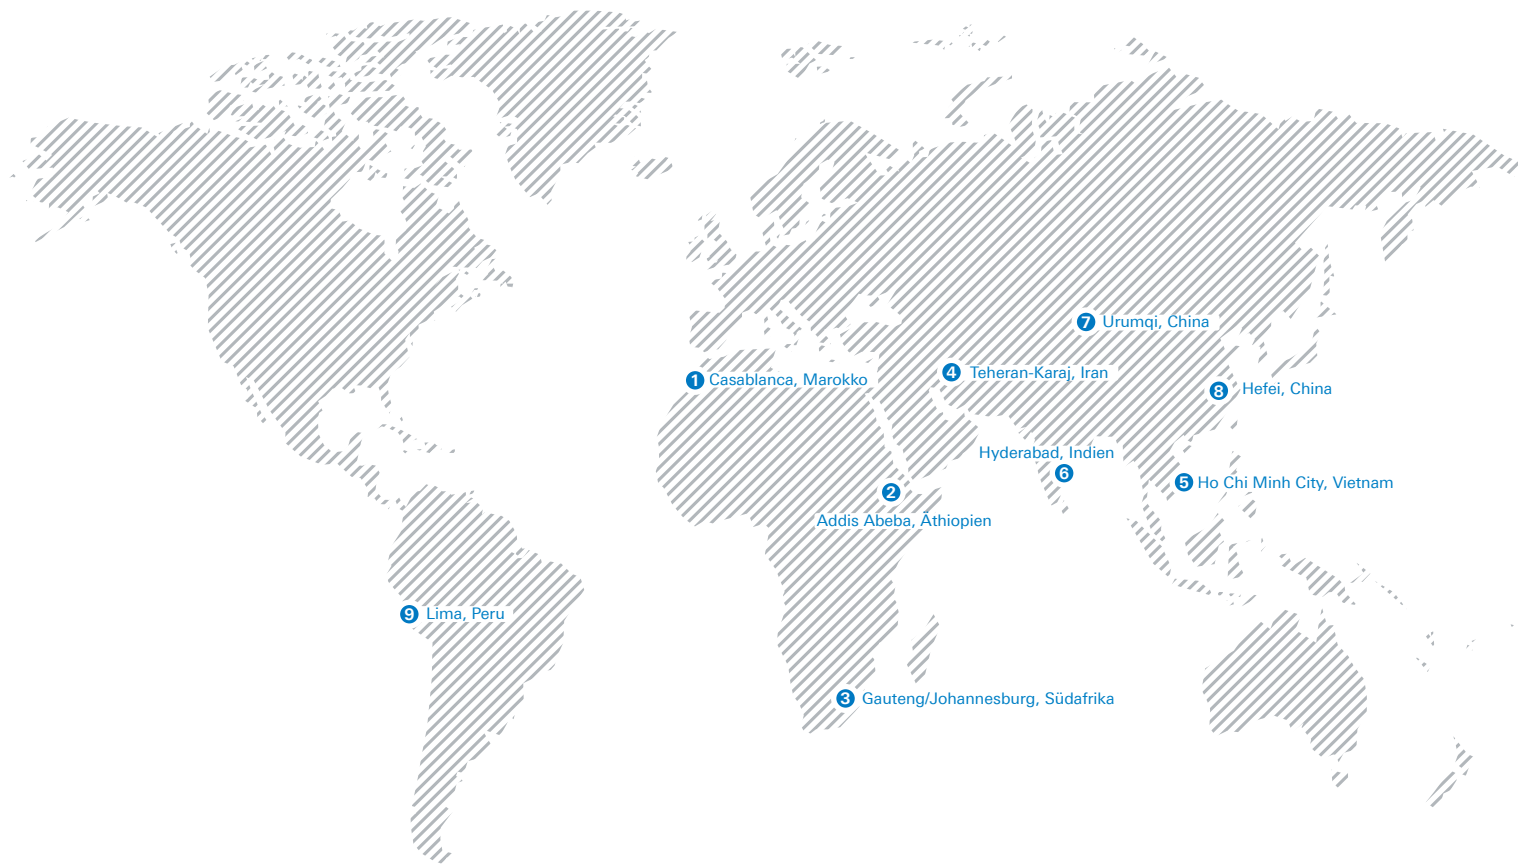 7 Urumqi, China
4 Teheran-Karaj, Iran
1 Casablanca, Marokko
8 Hefei, China
Hyderabad, Indien
6
5 Ho Chi Minh City, Vietnam
2
Addis Abeba, Äthiopien
9 Lima, Peru
3 Gauteng/Johannesburg, Südafrika